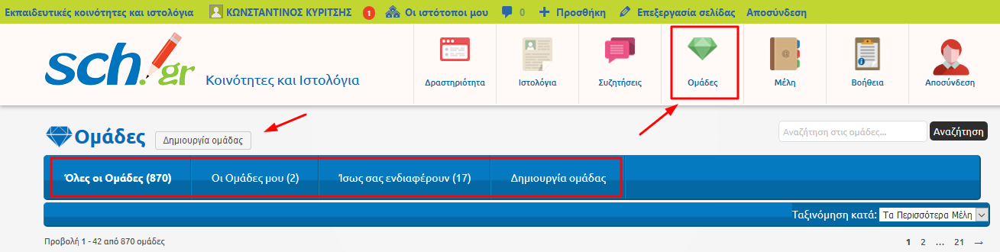 Εκπαιδευτικές κοινότητες και ιστολόγια ΚΩΝΣΤΑΝΤΙΝΟΣ ΚΥΡΙΤΣΗΣ 1 Οι ιστότοποι μου 0 Προσθήκη Επεξεργασία σελίδας Αποσύνδεση
sch.gr Κοινότητες και Ιστολόγια
Δραστηριότητα Ιστολόγια Συζητήσεις Ομάδες Μέλη Βοήθεια Αποσύνδεση
Ομάδες Δημιουργία ομάδας Αναζήτηση στις ομάδες... Αναζήτηση
Όλες οι Ομάδες (870) Οι Ομάδες μου (2) Ίσως σας ενδιαφέρουν (17) Δημιουργία ομάδας
Ταξινόμηση κατά: Τα Περισσότερα Μέλη
Προβολή 1 - 42 από 870 ομάδες 1 2 ... 21 →